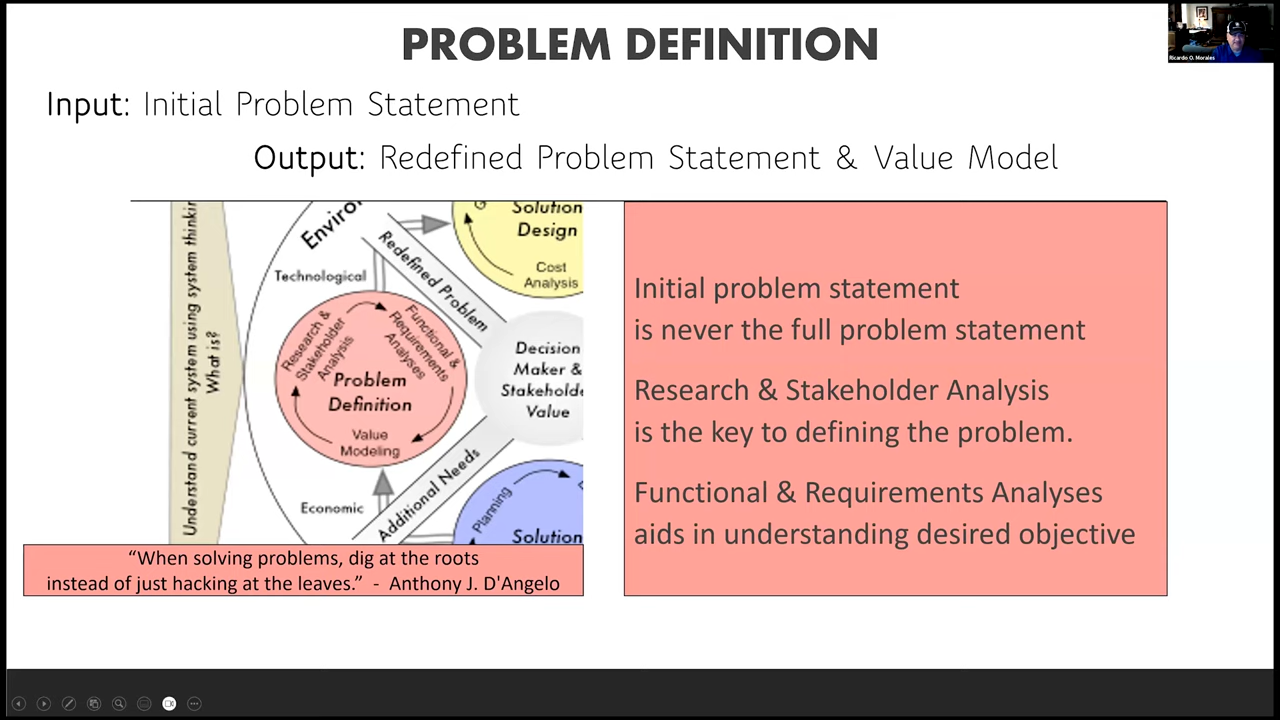 PROBLEM DEFINITION
Ricardo O. Morales
Input: Initial Problem Statement
Output: Redefined Problem Statement & Value Model
Understand current system using system thinkin
What is?
Enviro
Technological
Redefined Problem
Solution
Design
Cost
Analysis
Research &
Stakeholder
Analysis
Functional &
Requirements
Analyses
Problem
Definition
Value
Modeling
Decision
Maker &
Stakeholde
Value
Economic
Additional Needs
Planning
Solution
“When solving problems, dig at the roots
instead of just hacking at the leaves.” - Anthony J. D'Angelo
Initial problem statement
is never the full problem statement
Research & Stakeholder Analysis
is the key to defining the problem.
Functional & Requirements Analyses
aids in understanding desired objective